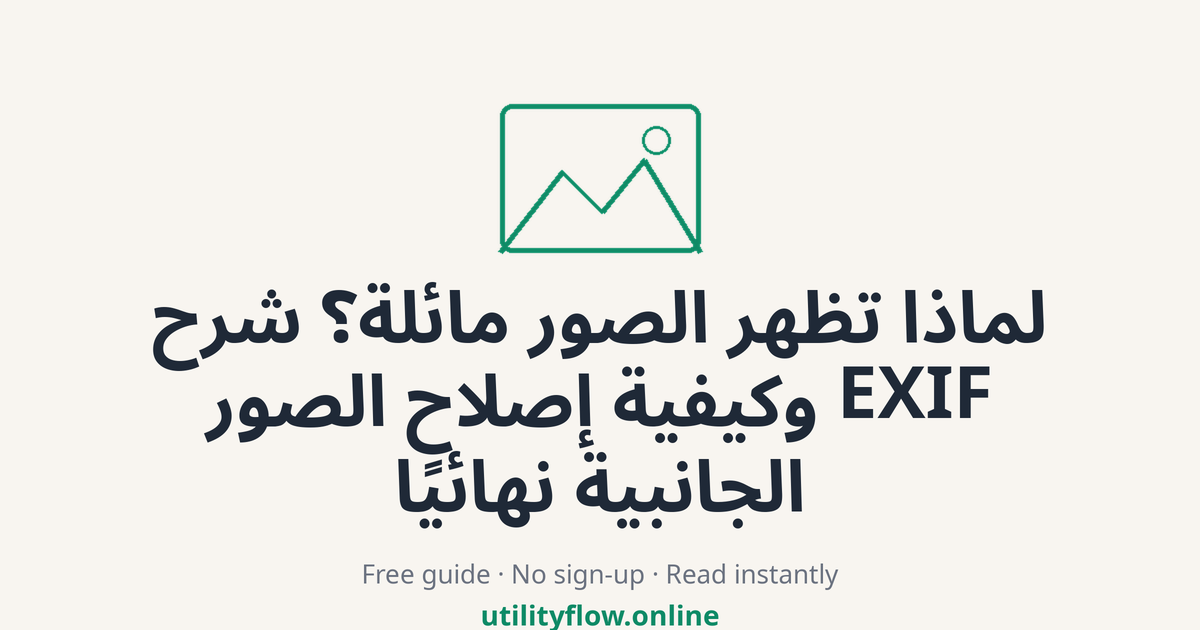 لماذا تظهر الصور مائلة؟ شرح
EXIF وكيفية إصلاح الصور
الجانبية نهائيًا
Free guide · No sign-up · Read instantly
utilityflow.online